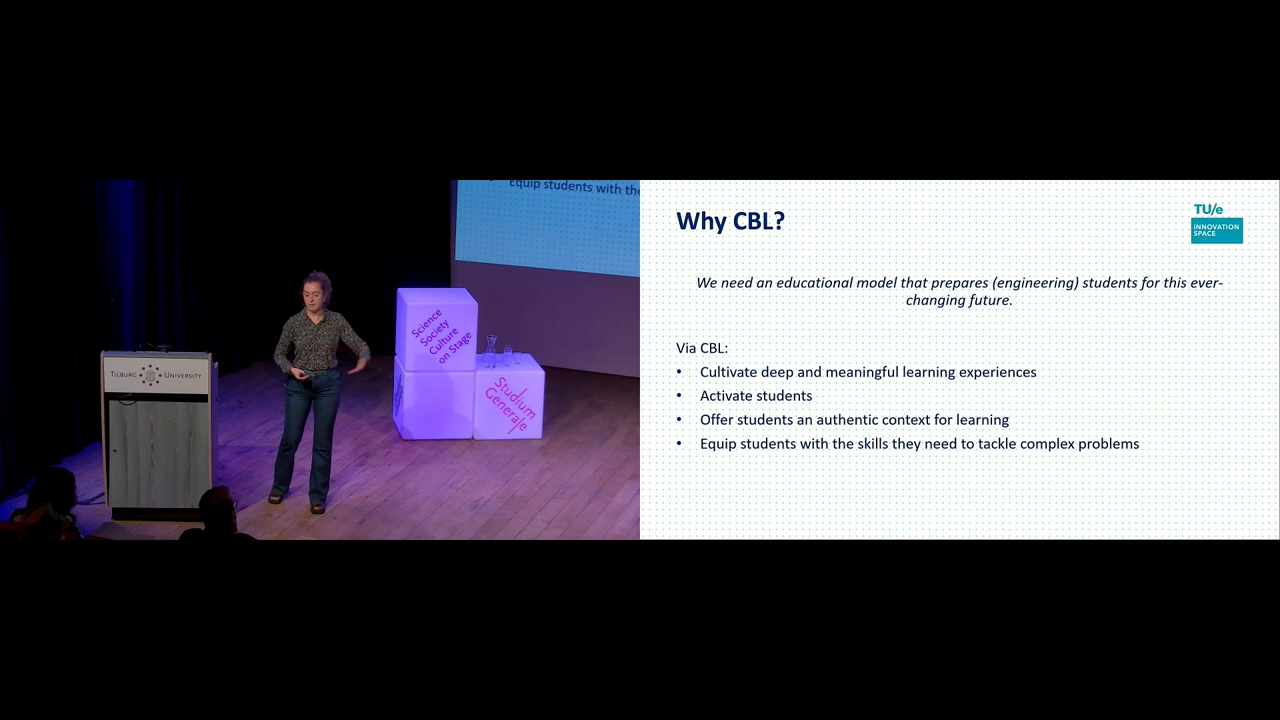 Equip students with the
Science
Society
Culture
on Stage
Studium
Generale
TILBURG UNIVERSITY
Why CBL?
TU/e
INNOVATION
SPACE
We need an educational model that prepares (engineering) students for this ever-
changing future.
Via CBL:
• Cultivate deep and meaningful learning experiences
• Activate students
• Offer students an authentic context for learning
• Equip students with the skills they need to tackle complex problems